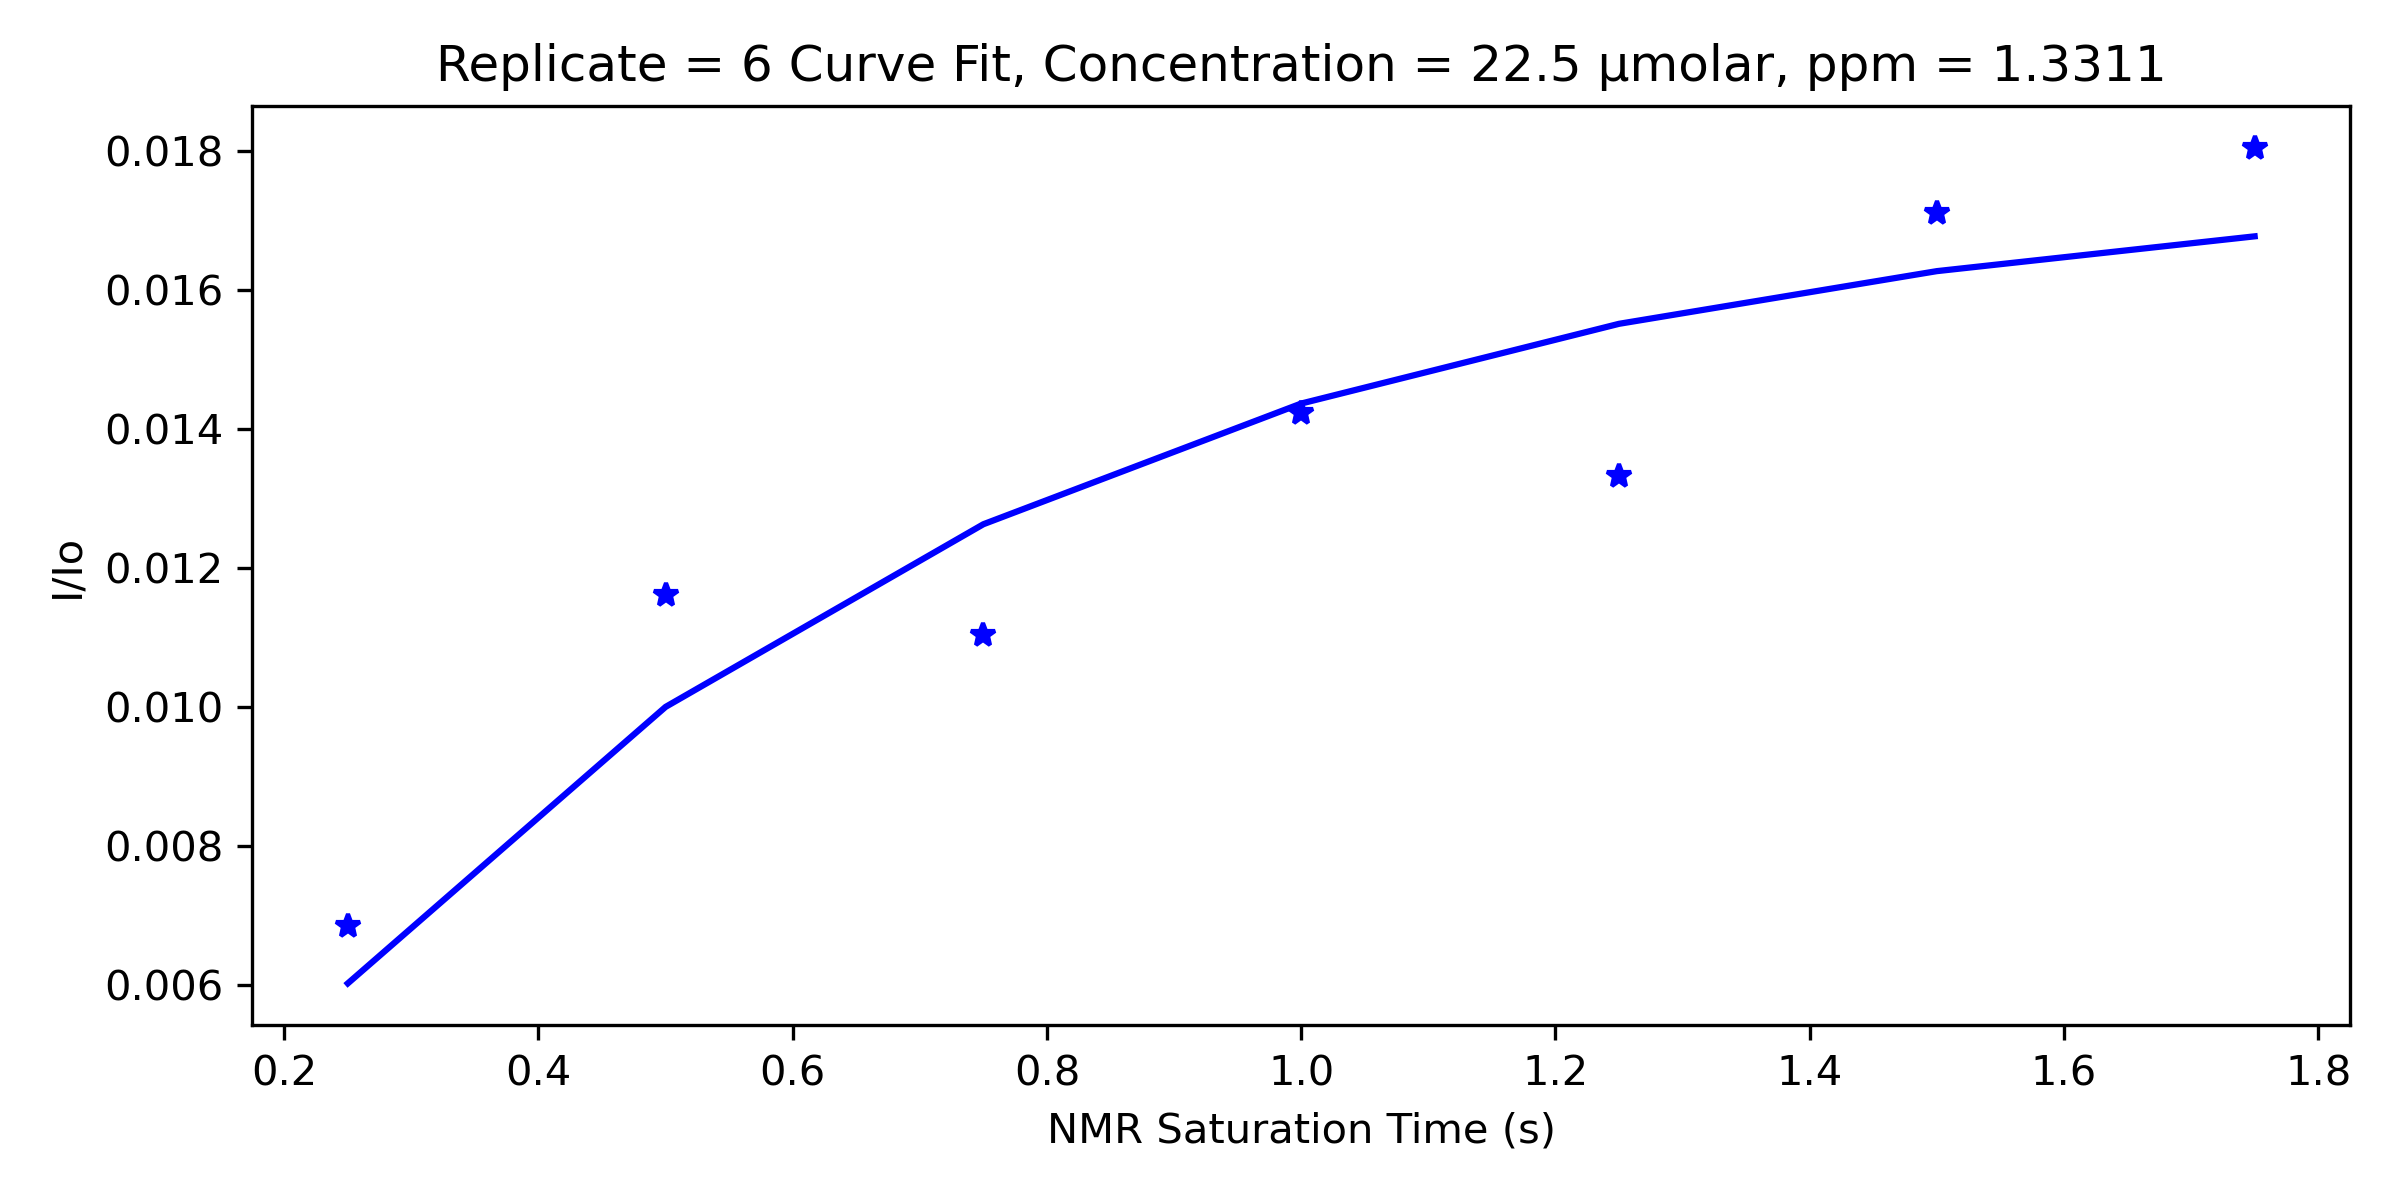 Replicate = 6 Curve Fit, Concentration = 22.5 µmolar, ppm = 1.3311
0.018
0.016
0.014
0.012
0.010
0.008
0.006
I/Io
0.2 0.4 0.6 0.8 1.0 1.2 1.4 1.6 1.8
NMR Saturation Time (s)